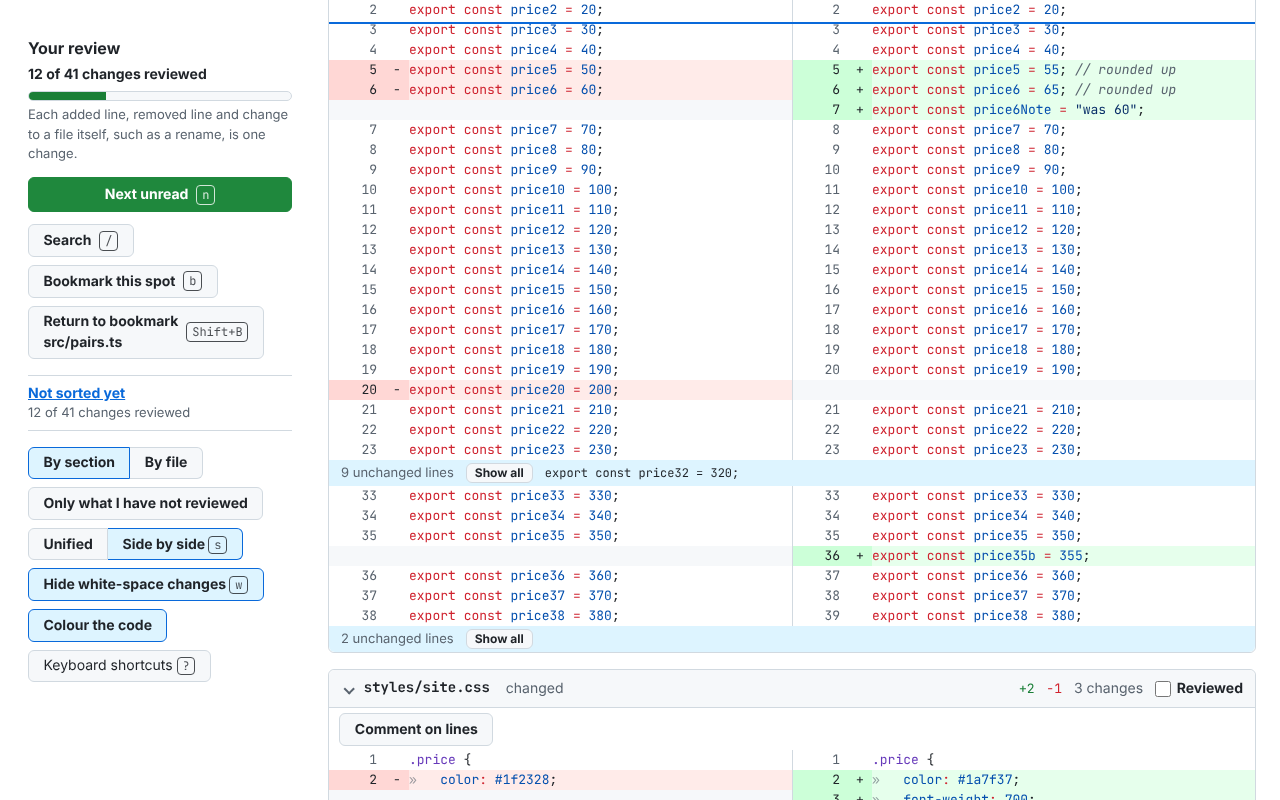 Your review
12 of 41 changes reviewed
Each added line, removed line and change
to a file itself, such as a rename, is one
change.
Next unread n
Search /
Bookmark this spot b
Return to bookmark
src/pairs.ts Shift+B
Not sorted yet
12 of 41 changes reviewed
By section By file
Only what I have not reviewed
Unified Side by side s
Hide white-space changes w
Colour the code
Keyboard shortcuts ?
2 export const price2 = 20; 2 export const price2 = 20;
3 export const price3 = 30; 3 export const price3 = 30;
4 export const price4 = 40; 4 export const price4 = 40;
5 - export const price5 = 50; 5 + export const price5 = 55; // rounded up
6 - export const price6 = 60; 6 + export const price6 = 65; // rounded up
7 + export const price6Note = "was 60";
7 export const price7 = 70; 8 export const price7 = 70;
8 export const price8 = 80; 9 export const price8 = 80;
9 export const price9 = 90; 10 export const price9 = 90;
10 export const price10 = 100; 11 export const price10 = 100;
11 export const price11 = 110; 12 export const price11 = 110;
12 export const price12 = 120; 13 export const price12 = 120;
13 export const price13 = 130; 14 export const price13 = 130;
14 export const price14 = 140; 15 export const price14 = 140;
15 export const price15 = 150; 16 export const price15 = 150;
16 export const price16 = 160; 17 export const price16 = 160;
17 export const price17 = 170; 18 export const price17 = 170;
18 export const price18 = 180; 19 export const price18 = 180;
19 export const price19 = 190; 20 export const price19 = 190;
20 - export const price20 = 200;
21 export const price21 = 210; 21 export const price21 = 210;
22 export const price22 = 220; 22 export const price22 = 220;
23 export const price23 = 230; 23 export const price23 = 230;
9 unchanged lines Show all export const price32 = 320;
33 export const price33 = 330; 33 export const price33 = 330;
34 export const price34 = 340; 34 export const price34 = 340;
35 export const price35 = 350; 35 export const price35 = 350;
36 + export const price35b = 355;
36 export const price36 = 360; 37 export const price36 = 360;
37 export const price37 = 370; 38 export const price37 = 370;
38 export const price38 = 380; 39 export const price38 = 380;
2 unchanged lines Show all
styles/site.css changed +2 -1 3 changes Reviewed
Comment on lines
1 .price { 1 .price {
2 - » color: #1f2328; 2 + » color: #1a7f37;
3 + » font-weight: 700;